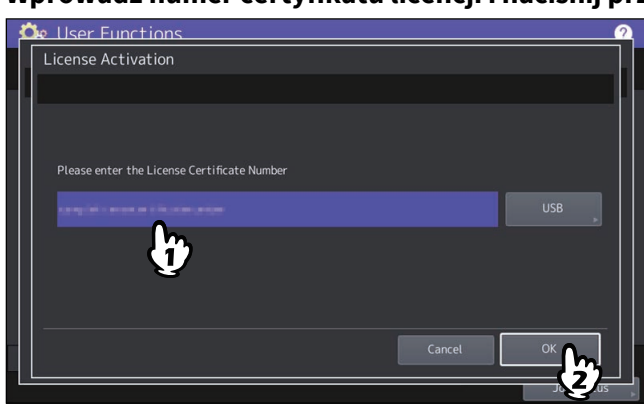 User Functions
?
License Activation
Please enter the License Certificate Number
USB
1
Cancel
OK
2